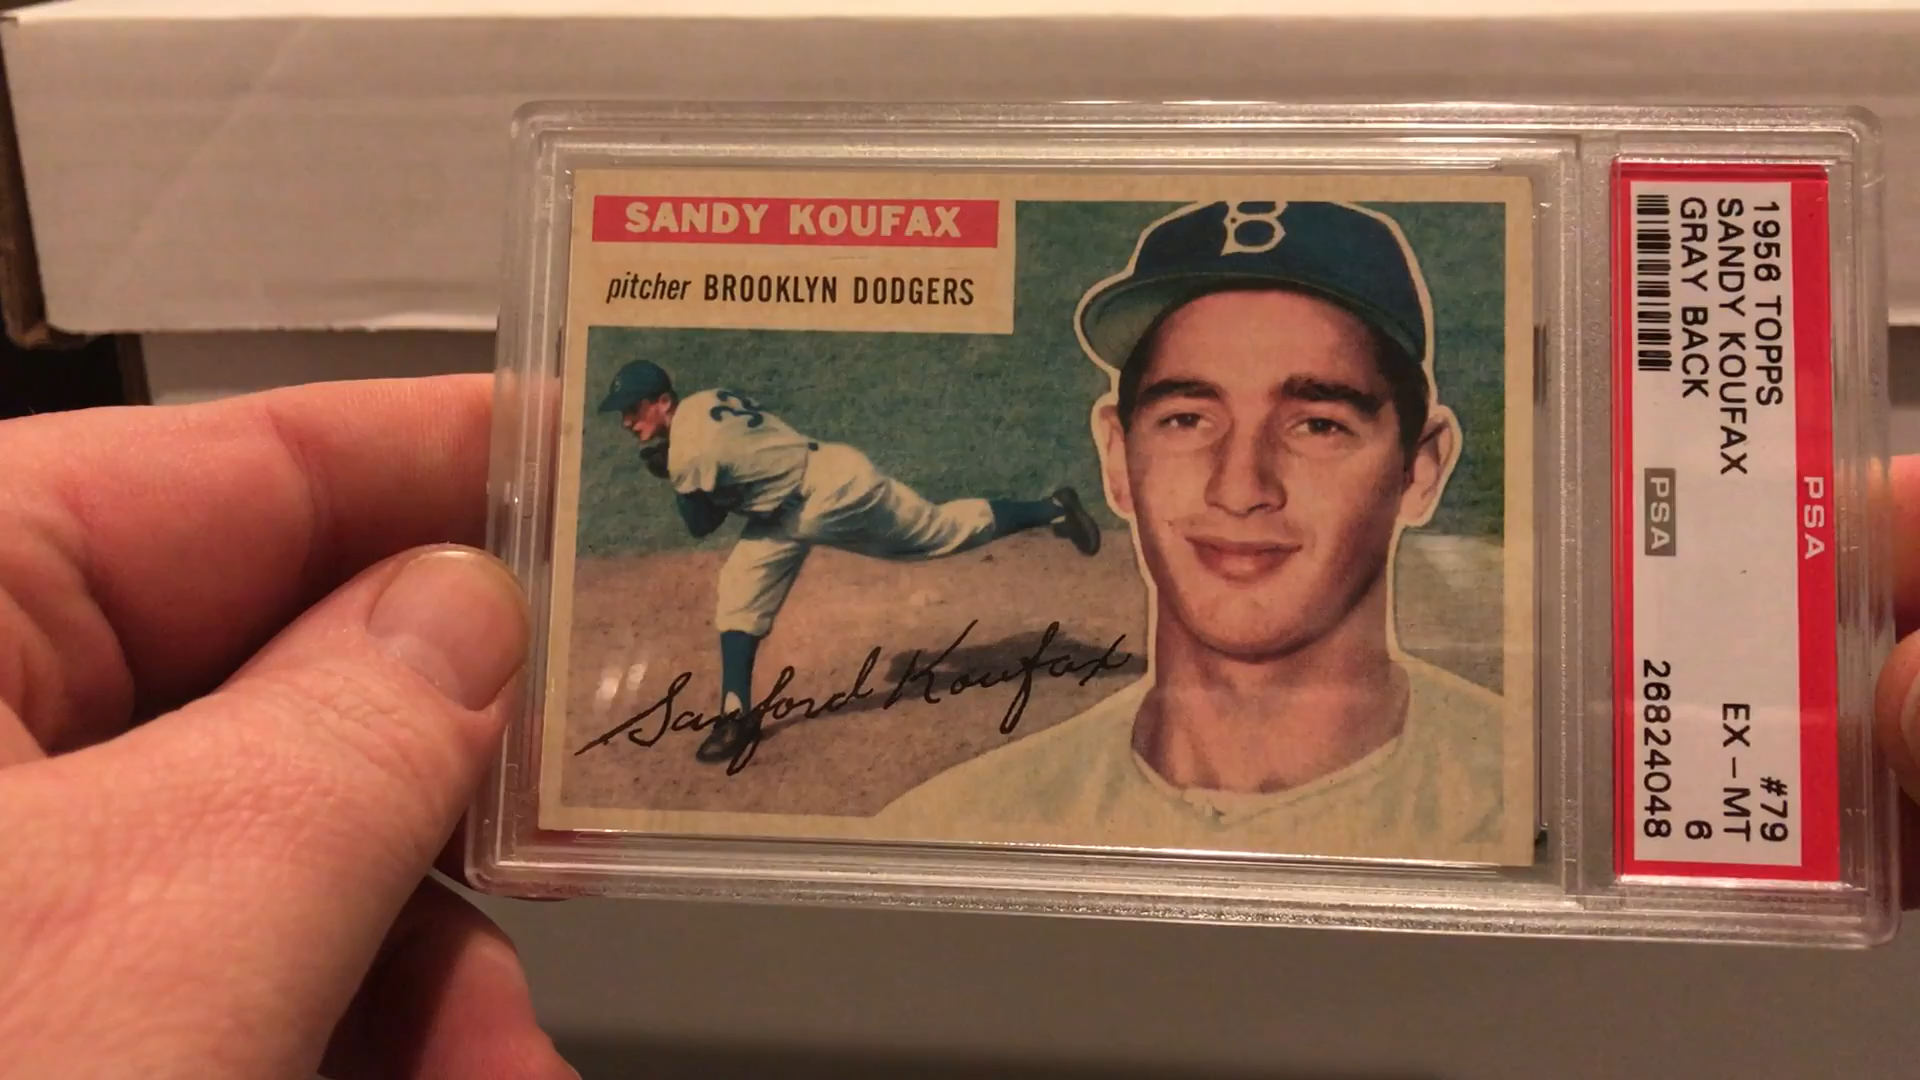 SANDY KOUFAX
pitcher BROOKLYN DODGERS
B
32
Sanford Koufax
PSA
1956 TOPPS #79
SANDY KOUFAX EX-MT
GRAY BACK 6
PSA 26824048